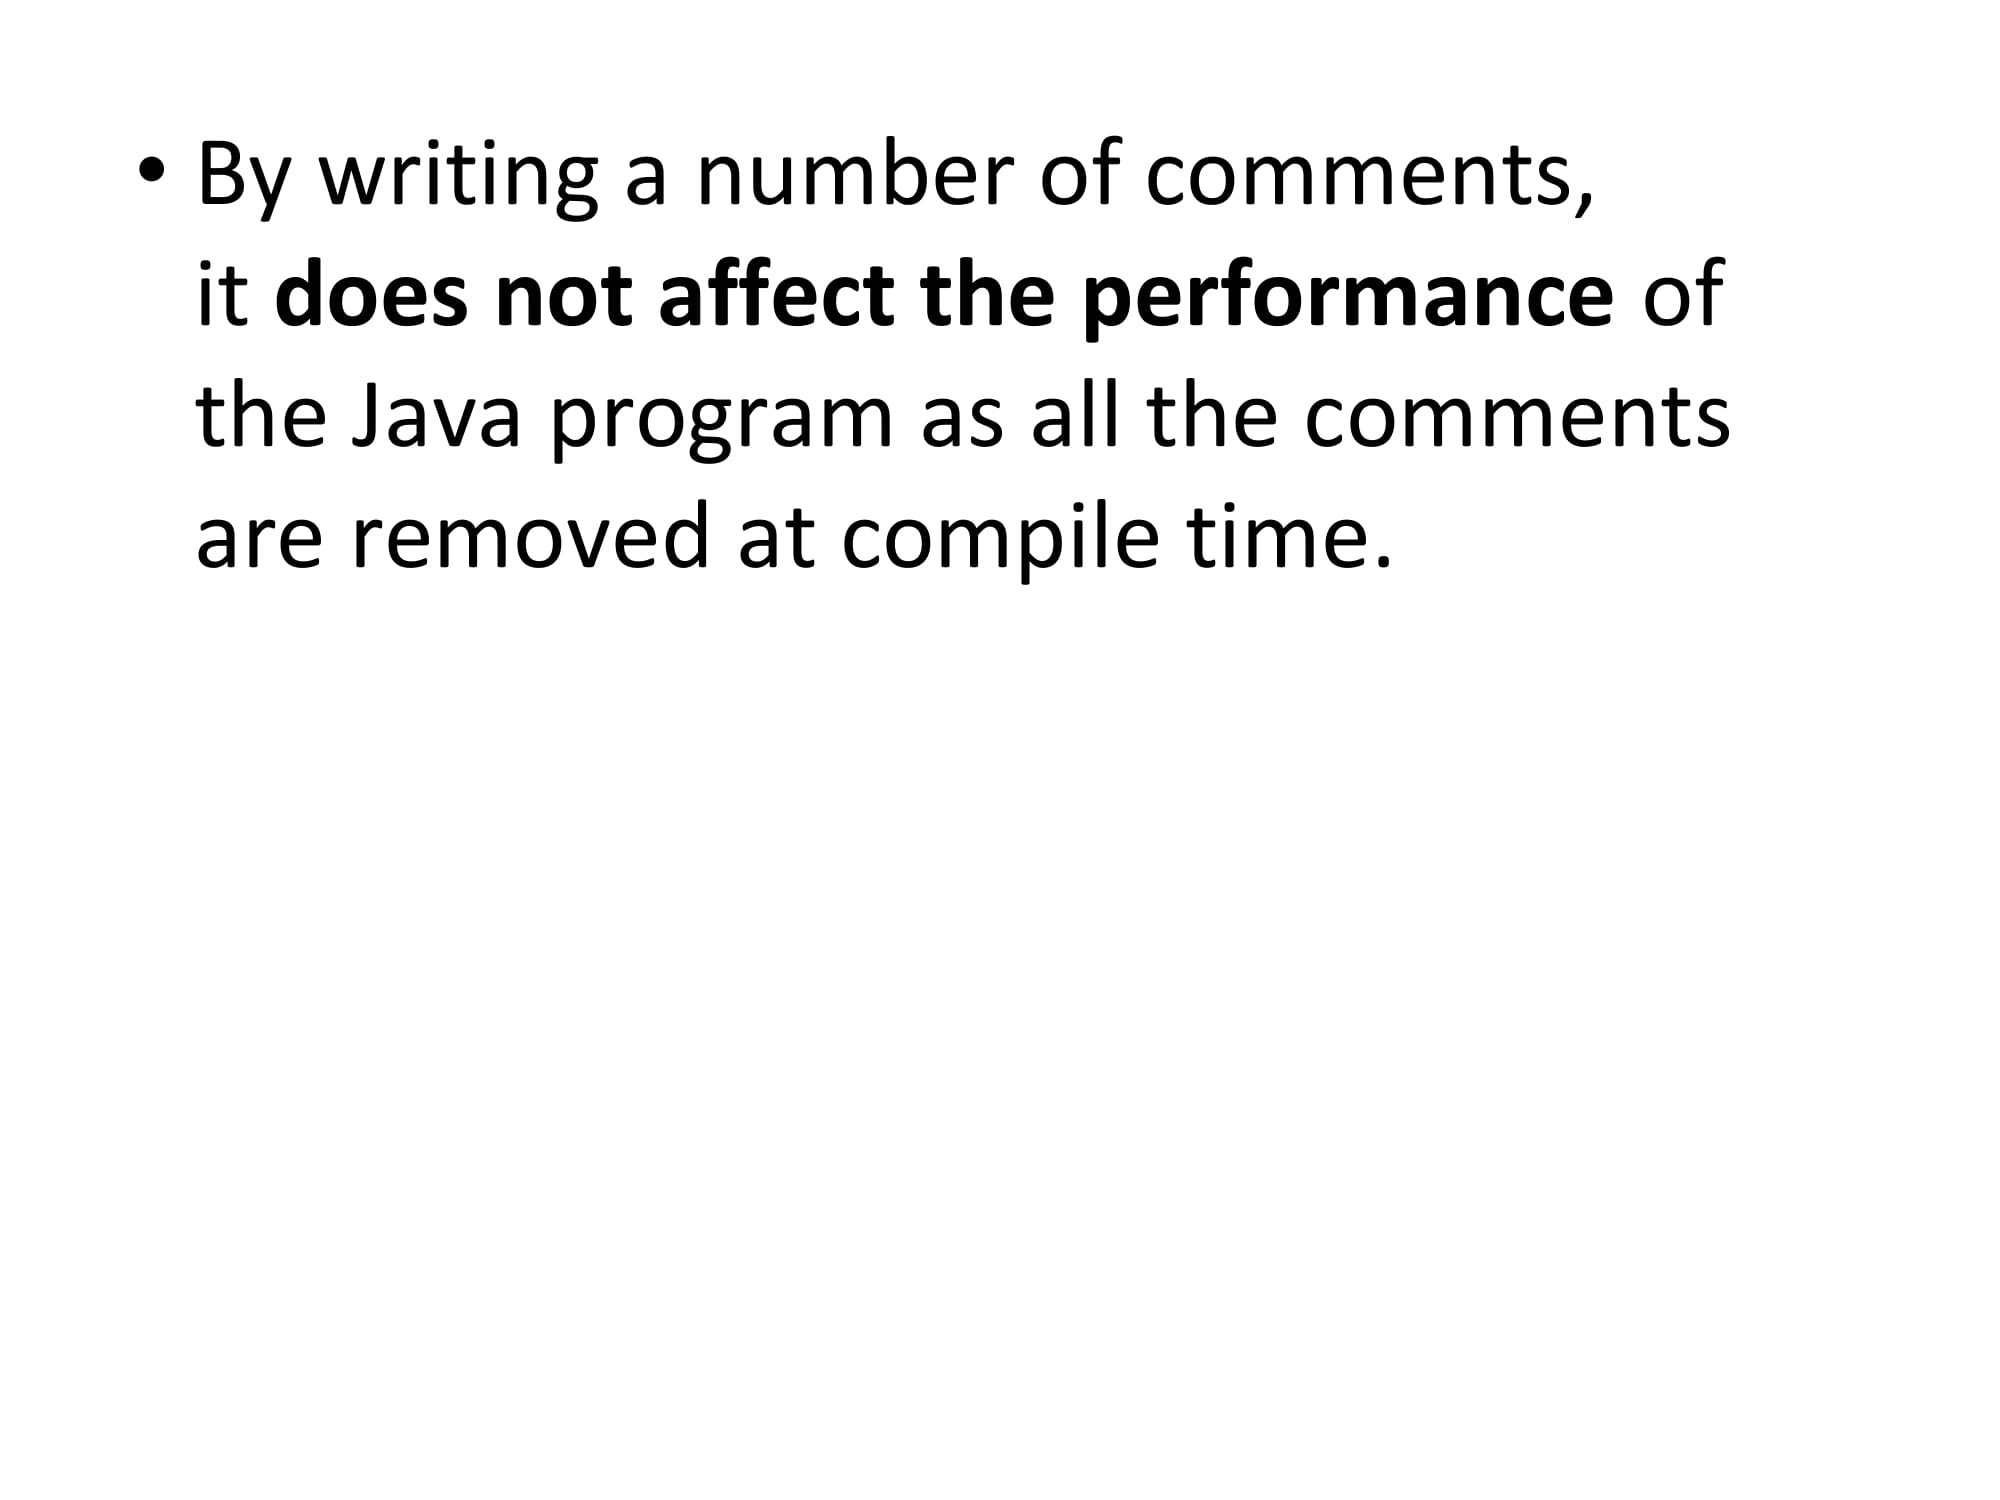 • By writing a number of comments,
it does not affect the performance of
the Java program as all the comments
are removed at compile time.